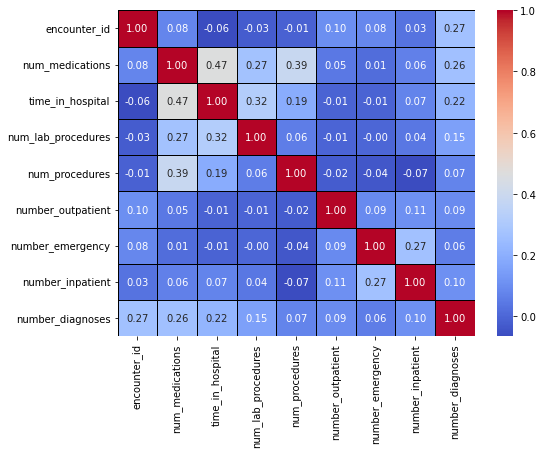 encounter_id 1.00 0.08 -0.06 -0.03 -0.01 0.10 0.08 0.03 0.27
num_medications 0.08 1.00 0.47 0.27 0.39 0.05 0.01 0.06 0.26
time_in_hospital -0.06 0.47 1.00 0.32 0.19 -0.01 -0.01 0.07 0.22
num_lab_procedures -0.03 0.27 0.32 1.00 0.06 -0.01 -0.00 0.04 0.15
num_procedures -0.01 0.39 0.19 0.06 1.00 -0.02 -0.04 -0.07 0.07
number_outpatient 0.10 0.05 -0.01 -0.01 -0.02 1.00 0.09 0.11 0.09
number_emergency 0.08 0.01 -0.01 -0.00 -0.04 0.09 1.00 0.27 0.06
number_inpatient 0.03 0.06 0.07 0.04 -0.07 0.11 0.27 1.00 0.10
number_diagnoses 0.27 0.26 0.22 0.15 0.07 0.09 0.06 0.10 1.00
encounter_id
num_medications
time_in_hospital
num_lab_procedures
num_procedures
number_outpatient
number_emergency
number_inpatient
number_diagnoses
1.0
0.8
0.6
0.4
0.2
0.0